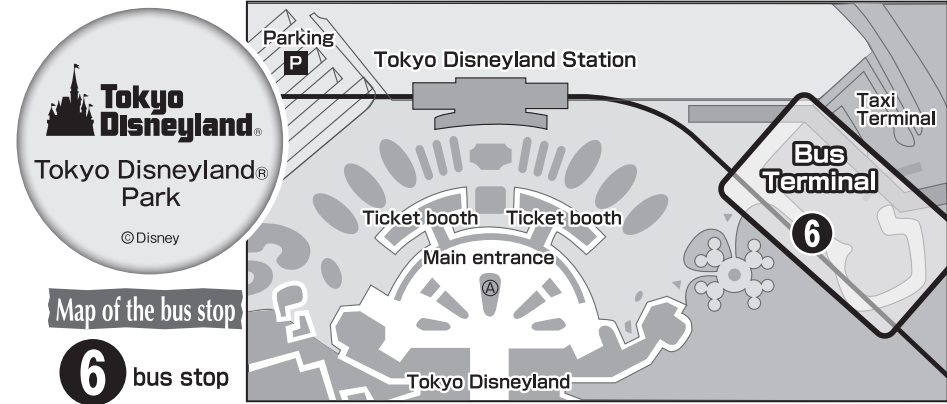 Tokyo
Disneyland®
Tokyo Disneyland®
Park
©Disney
Map of the bus stop
6 bus stop
Parking
P
Tokyo Disneyland Station
Taxi
Terminal
Bus
Terminal
6
Ticket booth Ticket booth
Main entrance
A
Tokyo Disneyland